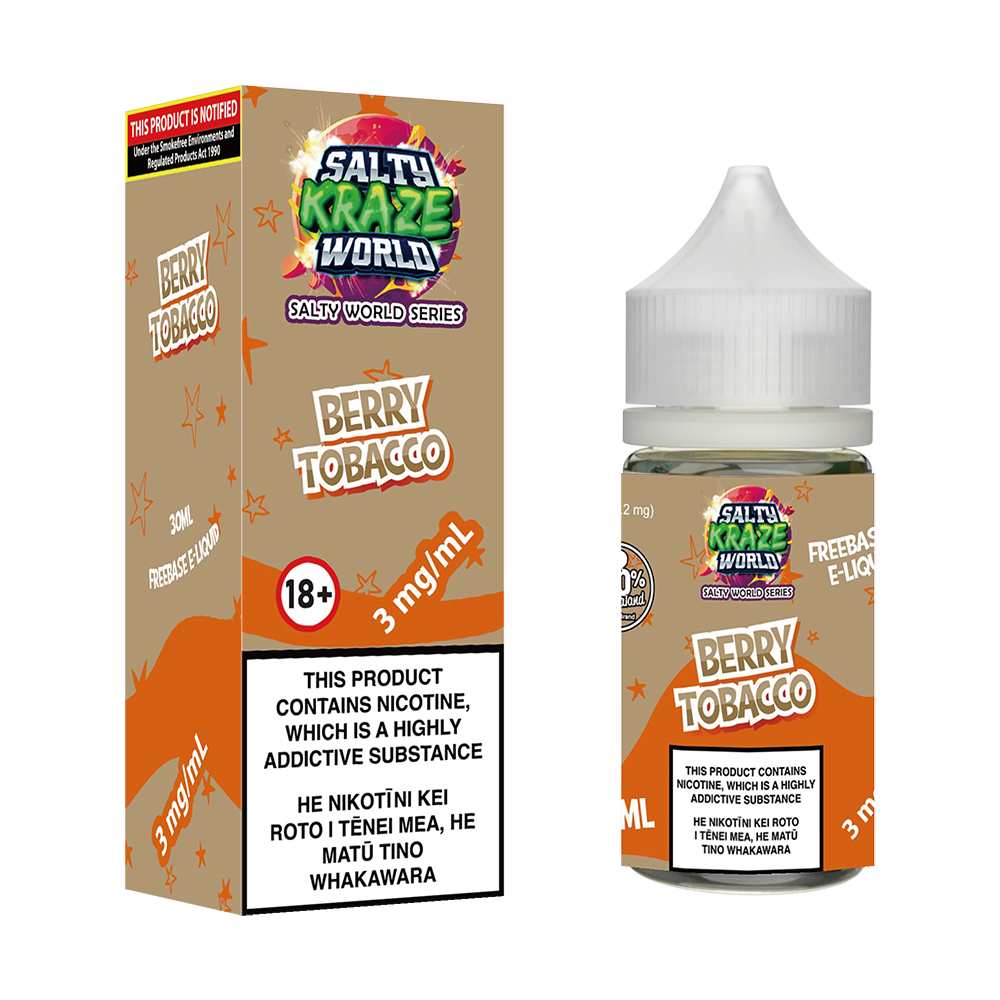 THIS PRODUCT IS NOTIFIED
Under the Smokefree Environments and
Regulated Products Act 1990
BERRY
TOBACCO
30ML
FREEBASE E-LIQUID
3 mg/mL
SALTY
KRAZE
WORLD
SALTY WORLD SERIES
BERRY
TOBACCO
18+
3 mg/mL
THIS PRODUCT
CONTAINS NICOTINE,
WHICH IS A HIGHLY
ADDICTIVE SUBSTANCE
HE NIKOTĪNI KEI
ROTO I TĒNEI MEA, HE
MATŪ TINO
WHAKAWARA
.2 mg)
SALTY
KRAZE
WORLD
SALTY WORLD SERIES
FREEBAS
E-LIQU
0%
land
Brand
BERRY
TOBACCO
THIS PRODUCT CONTAINS
NICOTINE, WHICH IS A HIGHLY
ADDICTIVE SUBSTANCE
HE NIKOTĪNI KEI ROTO
I TĒNEI MEA, HE MATŪ
TINO WHAKAWARA
ML
3 m